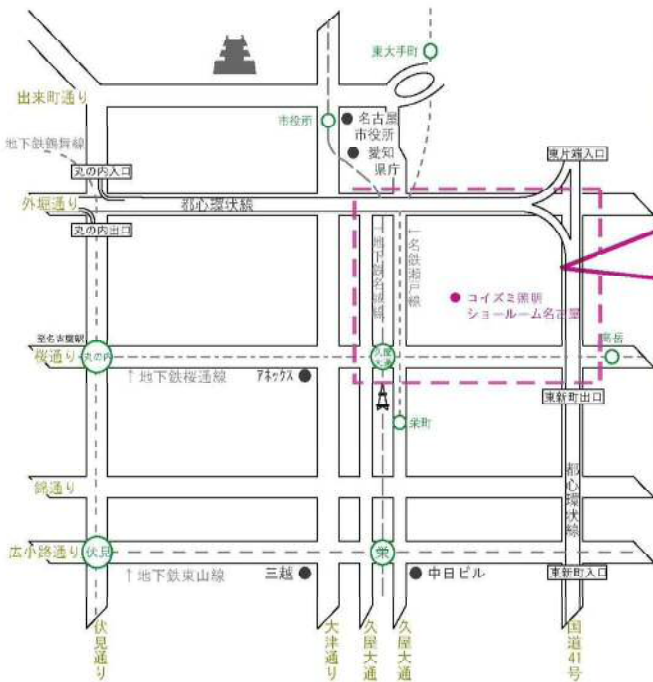 東大手町
出来町通り
市役所
名古屋
市役所
愛知
県庁
地下鉄鶴舞線
丸の内入口
東片端入口
外堀通り
都心環状線
丸の内出口
←地下鉄名城線
←名鉄瀬戸線
コイズミ照明
ショールーム名古屋
至名古屋駅
桜通り
丸の内
久屋
大通
高岳
↑地下鉄桜通線
アネックス
東新町出口
栄町
錦通り
都心環状線
広小路通り
伏見
栄
↑地下鉄東山線
三越
中日ビル
東新町入口
伏見通り
大津通り
久屋大通
久屋大通
国道41号